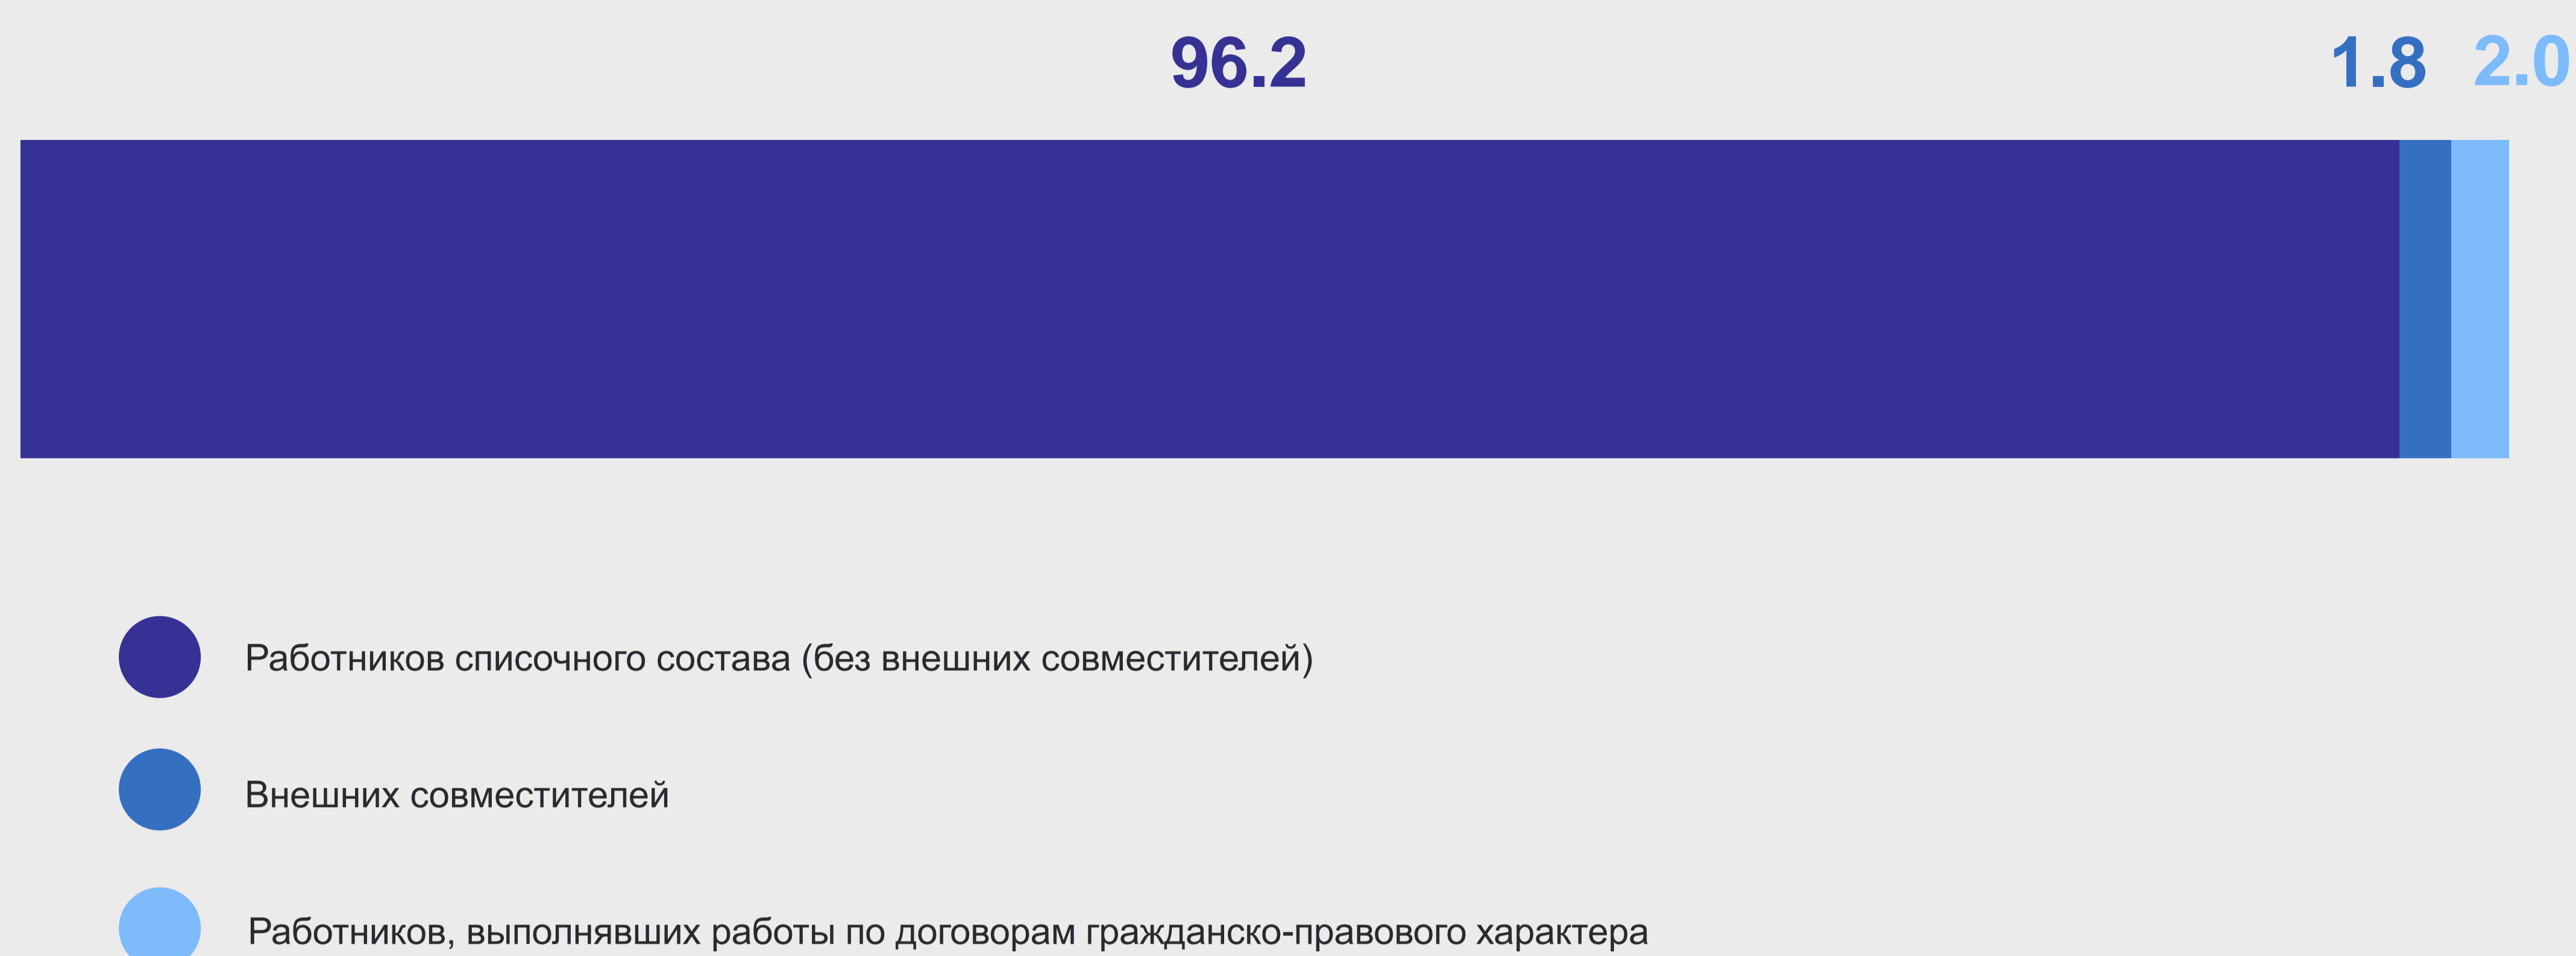 96.2 1.8 2.0
Работников списочного состава (без внешних совместителей)
Внешних совместителей
Работников, выполнявших работы по договорам гражданско-правового характера